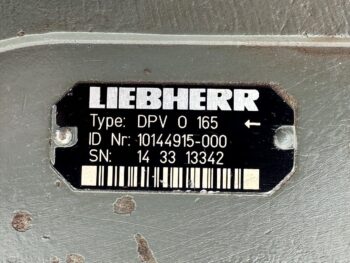 LIEBHERR
Type: DPV O 165 ←
ID Nr: 10144915-000
SN: 14 33 13342